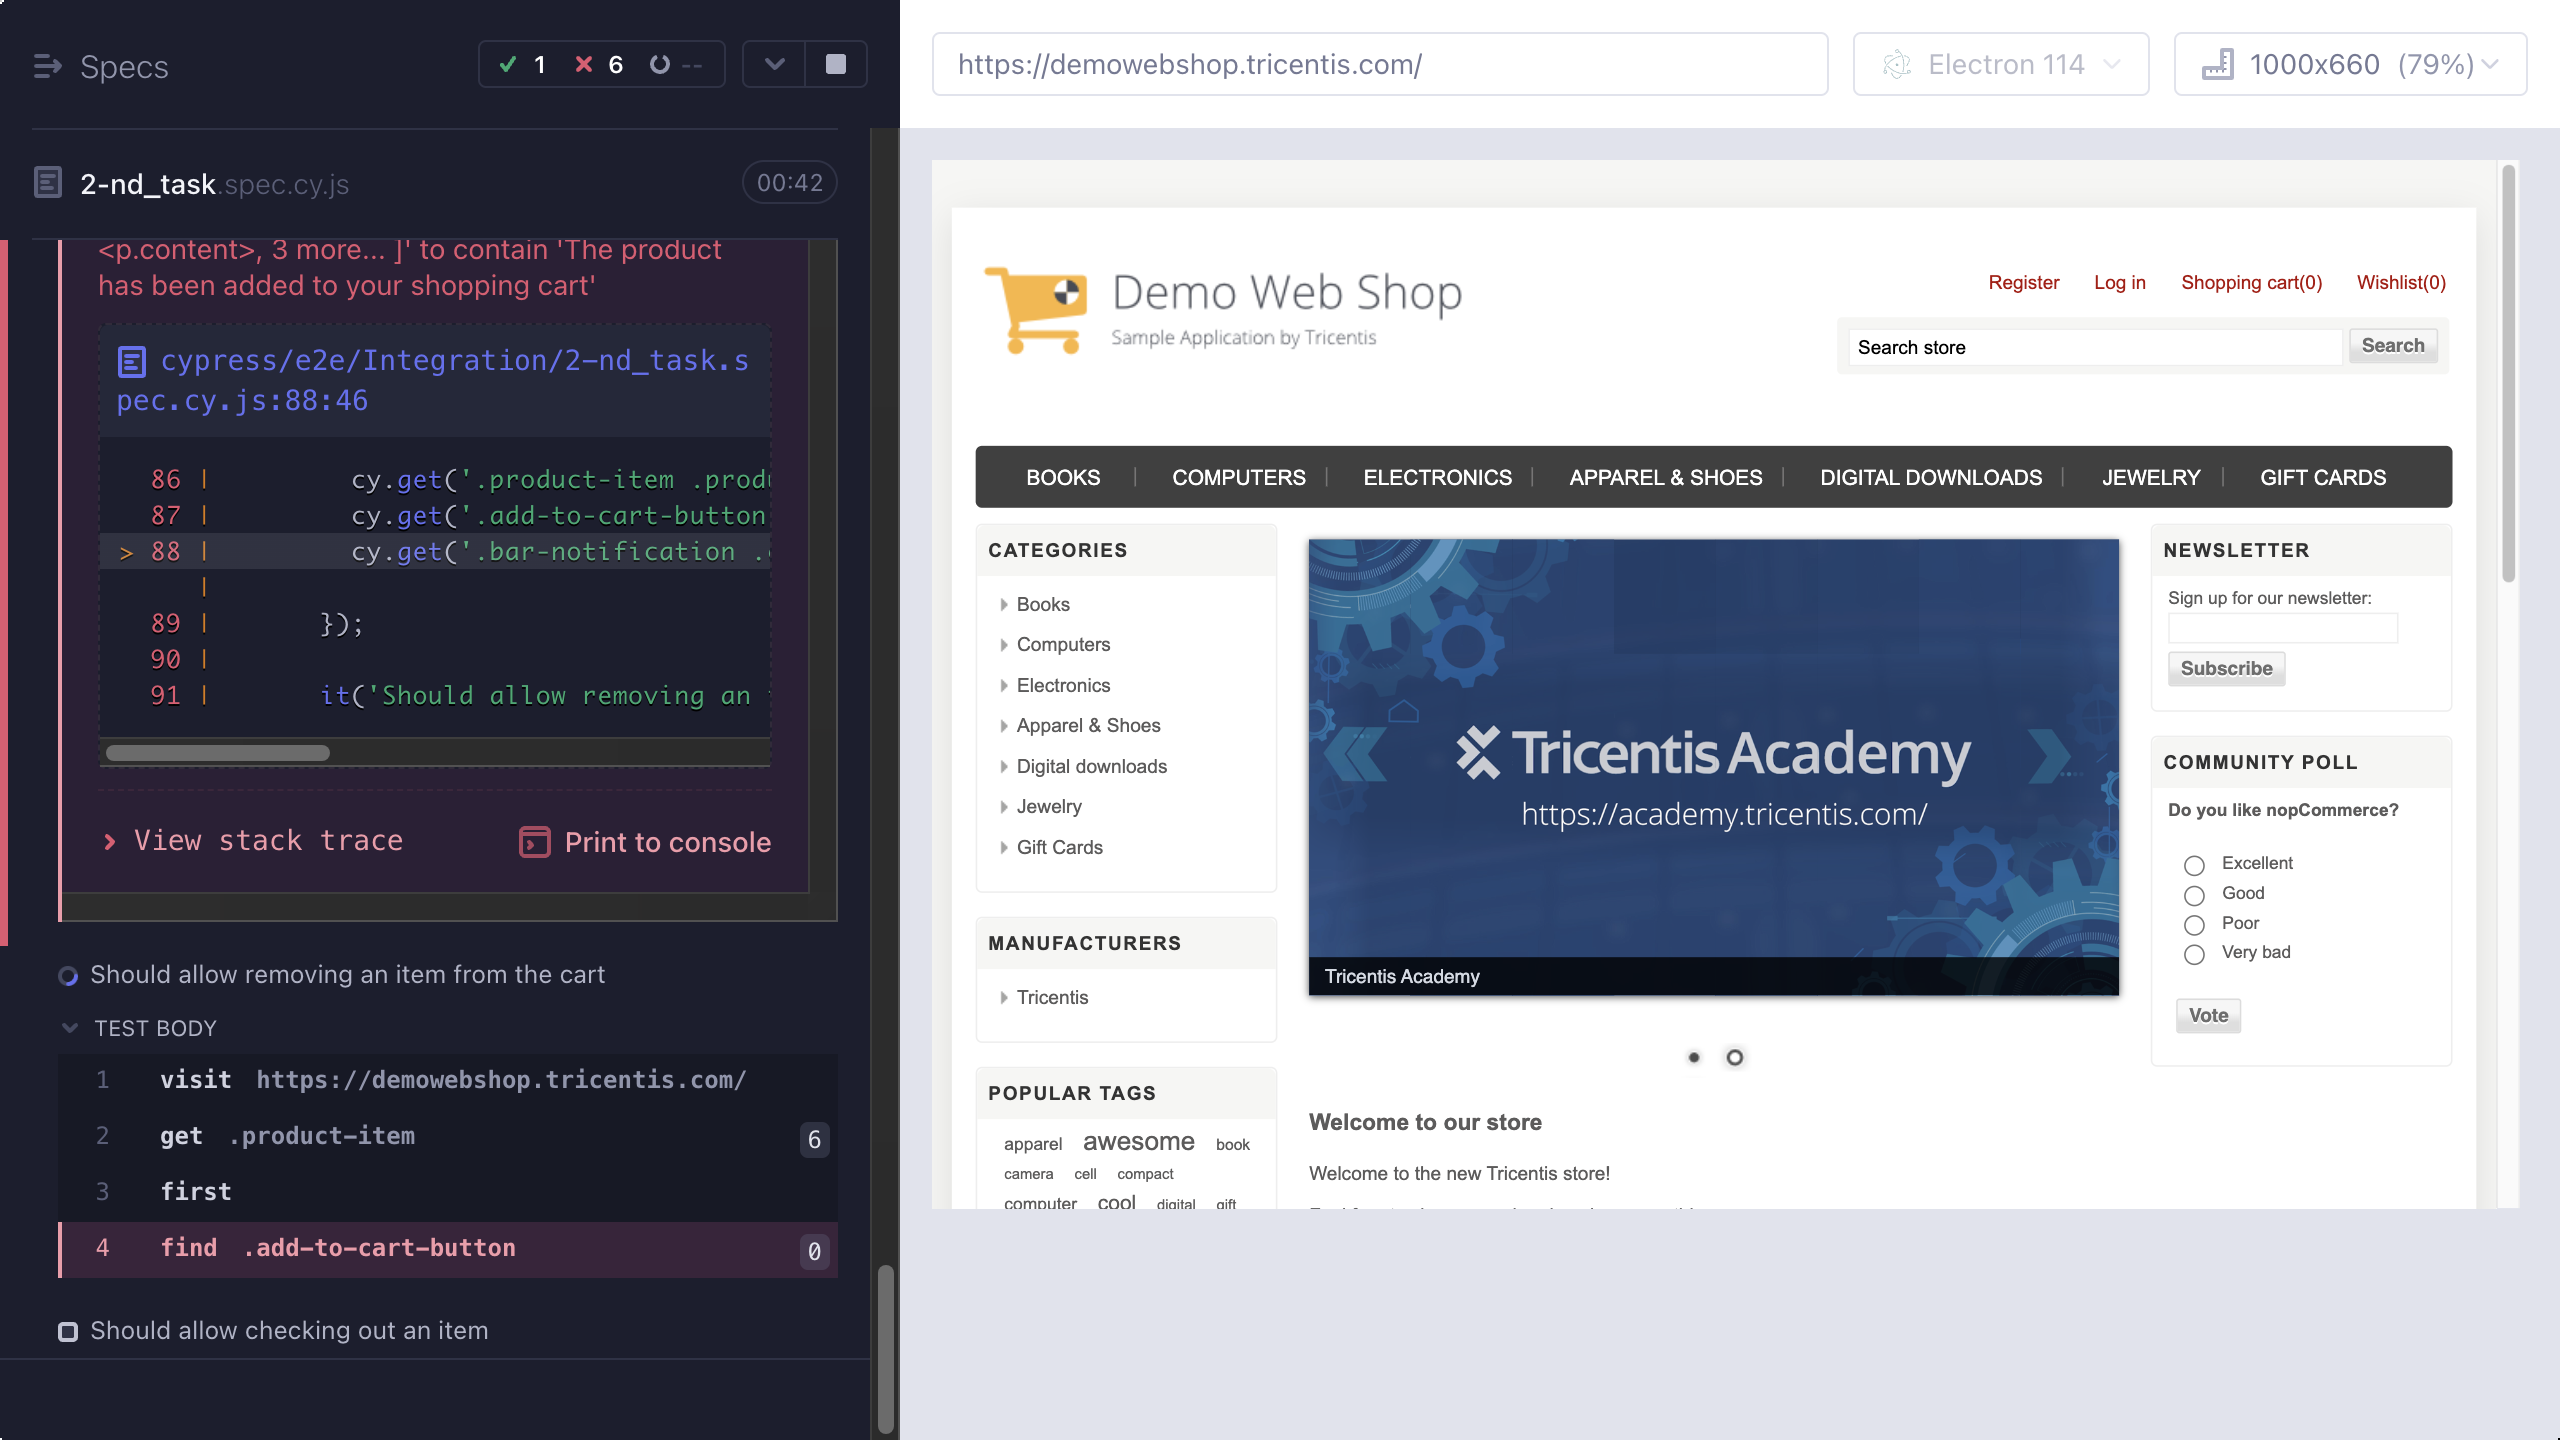 Specs
1
6
--
2-nd_task.spec.cy.js
00:42
<p.content>, 3 more... ]' to contain 'The product
has been added to your shopping cart'
cypress/e2e/Integration/2-nd_task.s
pec.cy.js:88:46
86 | cy.get('.product-item .prod
87 | cy.get('.add-to-cart-button
> 88 | cy.get('.bar-notification .
|
89 | });
90 |
91 | it('Should allow removing an
View stack trace
Print to console
Should allow removing an item from the cart
TEST BODY
1 visit https://demowebshop.tricentis.com/
2 get .product-item 6
3 first
4 find .add-to-cart-button 0
Should allow checking out an item
https://demowebshop.tricentis.com/
Electron 114
1000x660 (79%)
Demo Web Shop
Sample Application by Tricentis
Register Log in Shopping cart(0) Wishlist(0)
Search store
Search
BOOKS | COMPUTERS | ELECTRONICS | APPAREL & SHOES | DIGITAL DOWNLOADS | JEWELRY | GIFT CARDS
CATEGORIES
Books
Computers
Electronics
Apparel & Shoes
Digital downloads
Jewelry
Gift Cards
MANUFACTURERS
Tricentis
POPULAR TAGS
apparel awesome book
camera cell compact
computer cool digital gift
Tricentis Academy
https://academy.tricentis.com/
Tricentis Academy
Welcome to our store
Welcome to the new Tricentis store!
NEWSLETTER
Sign up for our newsletter:
Subscribe
COMMUNITY POLL
Do you like nopCommerce?
Excellent
Good
Poor
Very bad
Vote